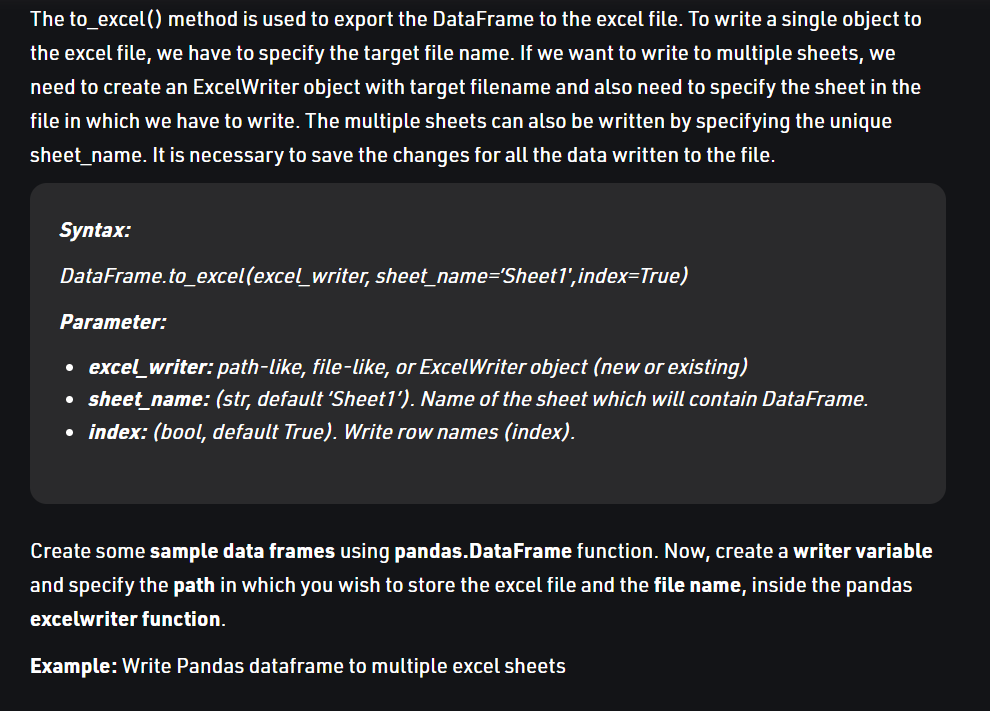 The to_excel() method is used to export the DataFrame to the excel file. To write a single object to
the excel file, we have to specify the target file name. If we want to write to multiple sheets, we
need to create an ExcelWriter object with target filename and also need to specify the sheet in the
file in which we have to write. The multiple sheets can also be written by specifying the unique
sheet_name. It is necessary to save the changes for all the data written to the file.
Syntax:
DataFrame.to_excel(excel_writer, sheet_name=’Sheet1′,index=True)
Parameter:
• excel_writer: path-like, file-like, or ExcelWriter object (new or existing)
• sheet_name: (str, default ‘Sheet1’). Name of the sheet which will contain DataFrame.
• index: (bool, default True). Write row names (index).
Create some sample data frames using pandas.DataFrame function. Now, create a writer variable
and specify the path in which you wish to store the excel file and the file name, inside the pandas
excelwriter function.
Example: Write Pandas dataframe to multiple excel sheets